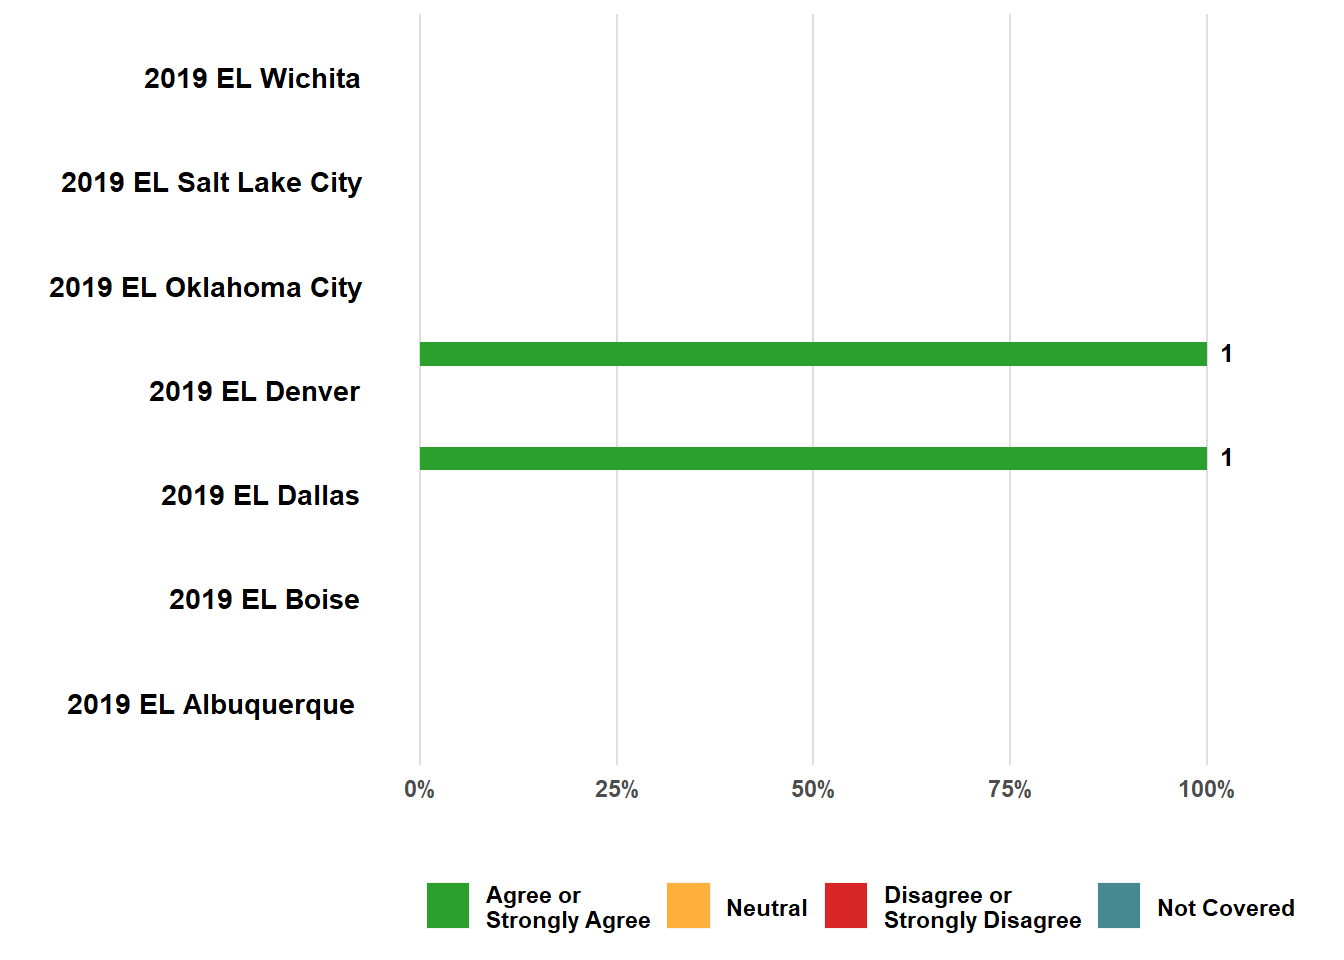 2019 EL Wichita
2019 EL Salt Lake City
2019 EL Oklahoma City
1
2019 EL Denver
1
2019 EL Dallas
2019 EL Boise
2019 EL Albuquerque
0% 25% 50% 75% 100%
Agree or
Strongly Agree
Neutral
Disagree or
Strongly Disagree
Not Covered